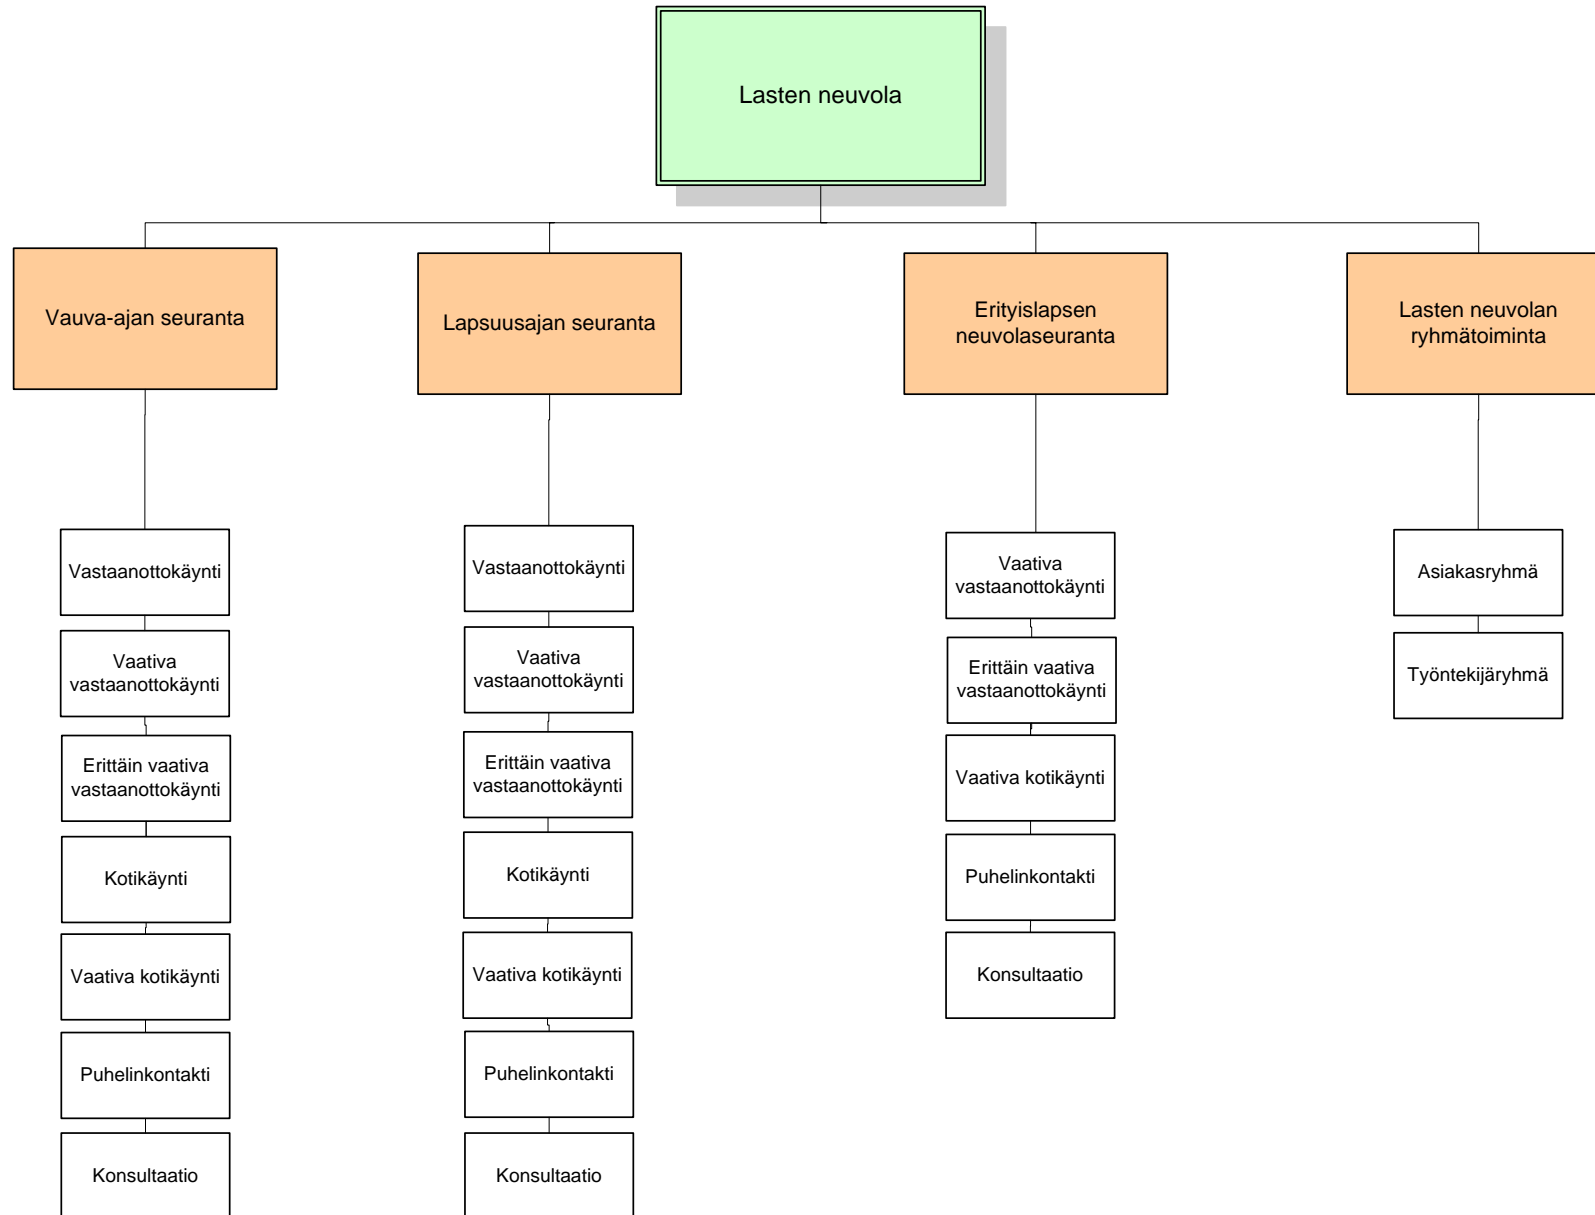 Lasten neuvola
Vauva-ajan seuranta
Lapsuusajan seuranta
Erityislapsen
neuvolaseuranta
Lasten neuvolan
ryhmätoiminta
Vastaanottokäynti
Vaativa
vastaanottokäynti
Erittäin vaativa
vastaanottokäynti
Kotikäynti
Vaativa kotikäynti
Puhelinkontakti
Konsultaatio
Vastaanottokäynti
Vaativa
vastaanottokäynti
Erittäin vaativa
vastaanottokäynti
Kotikäynti
Vaativa kotikäynti
Puhelinkontakti
Konsultaatio
Vaativa
vastaanottokäynti
Erittäin vaativa
vastaanottokäynti
Vaativa kotikäynti
Puhelinkontakti
Konsultaatio
Asiakasryhmä
Työntekijäryhmä